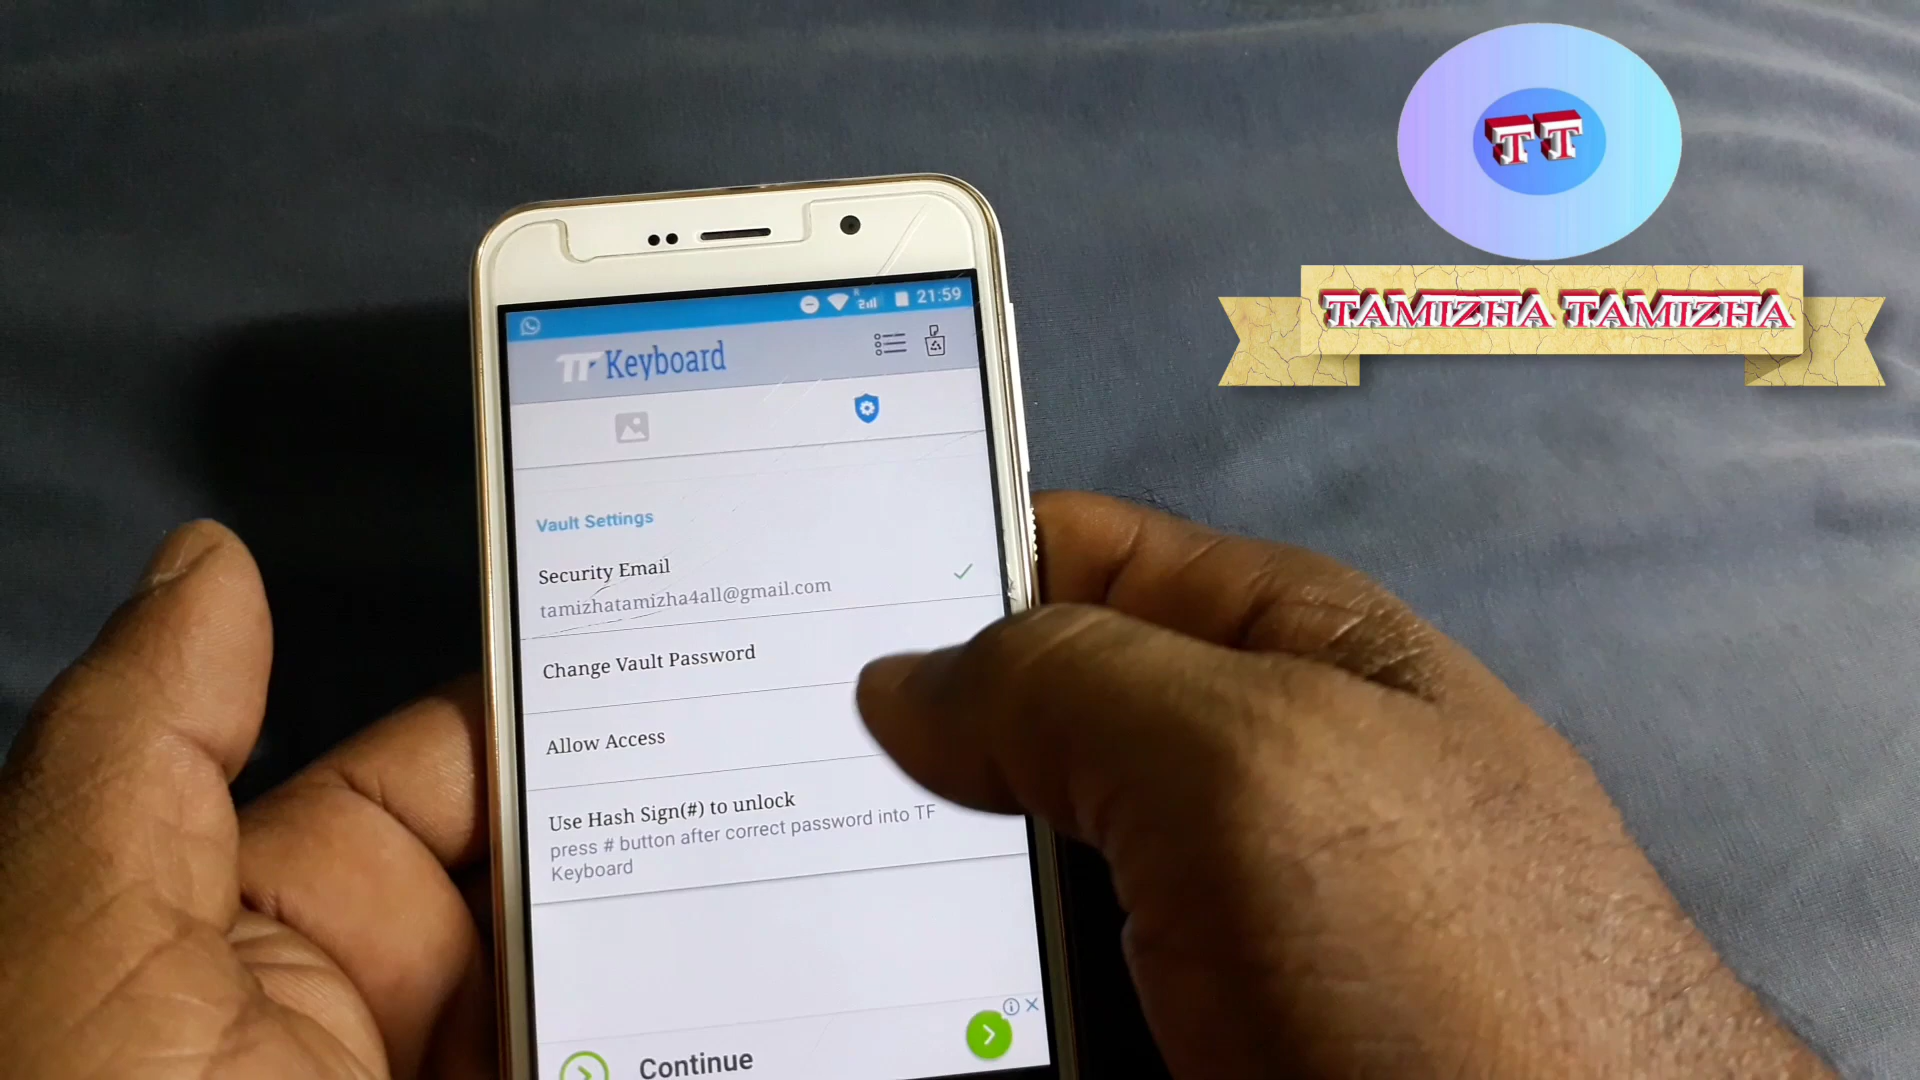 TT
TAMIZHA TAMIZHA
21:59
TF Keyboard
Vault Settings
Security Email
tamizhatamizha4all@gmail.com
Change Vault Password
Allow Access
Use Hash Sign(#) to unlock
press # button after correct password into TF
Keyboard
Continue